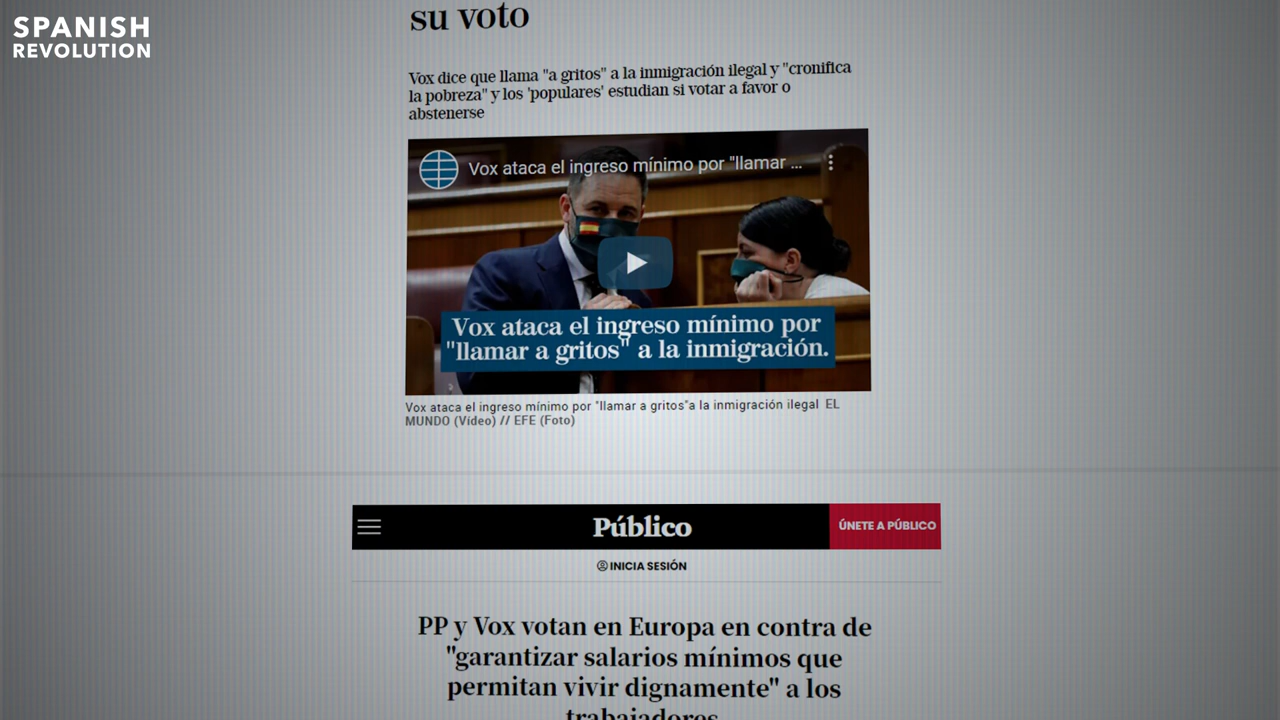 SPANISH
REVOLUTION
su voto
Vox dice que llama "a gritos" a la inmigración ilegal y "cronifica
la pobreza" y los 'populares' estudian si votar a favor o
abstenerse
Vox ataca el ingreso mínimo por "llamar ...
Vox ataca el ingreso mínimo por
"llamar a gritos" a la inmigración.
Vox ataca el ingreso mínimo por "llamar a gritos"a la inmigración ilegal EL
MUNDO (Vídeo) // EFE (Foto)
Público
ÚNETE A PÚBLICO
INICIA SESIÓN
PP y Vox votan en Europa en contra de
"garantizar salarios mínimos que
permitan vivir dignamente" a los
trabajadores